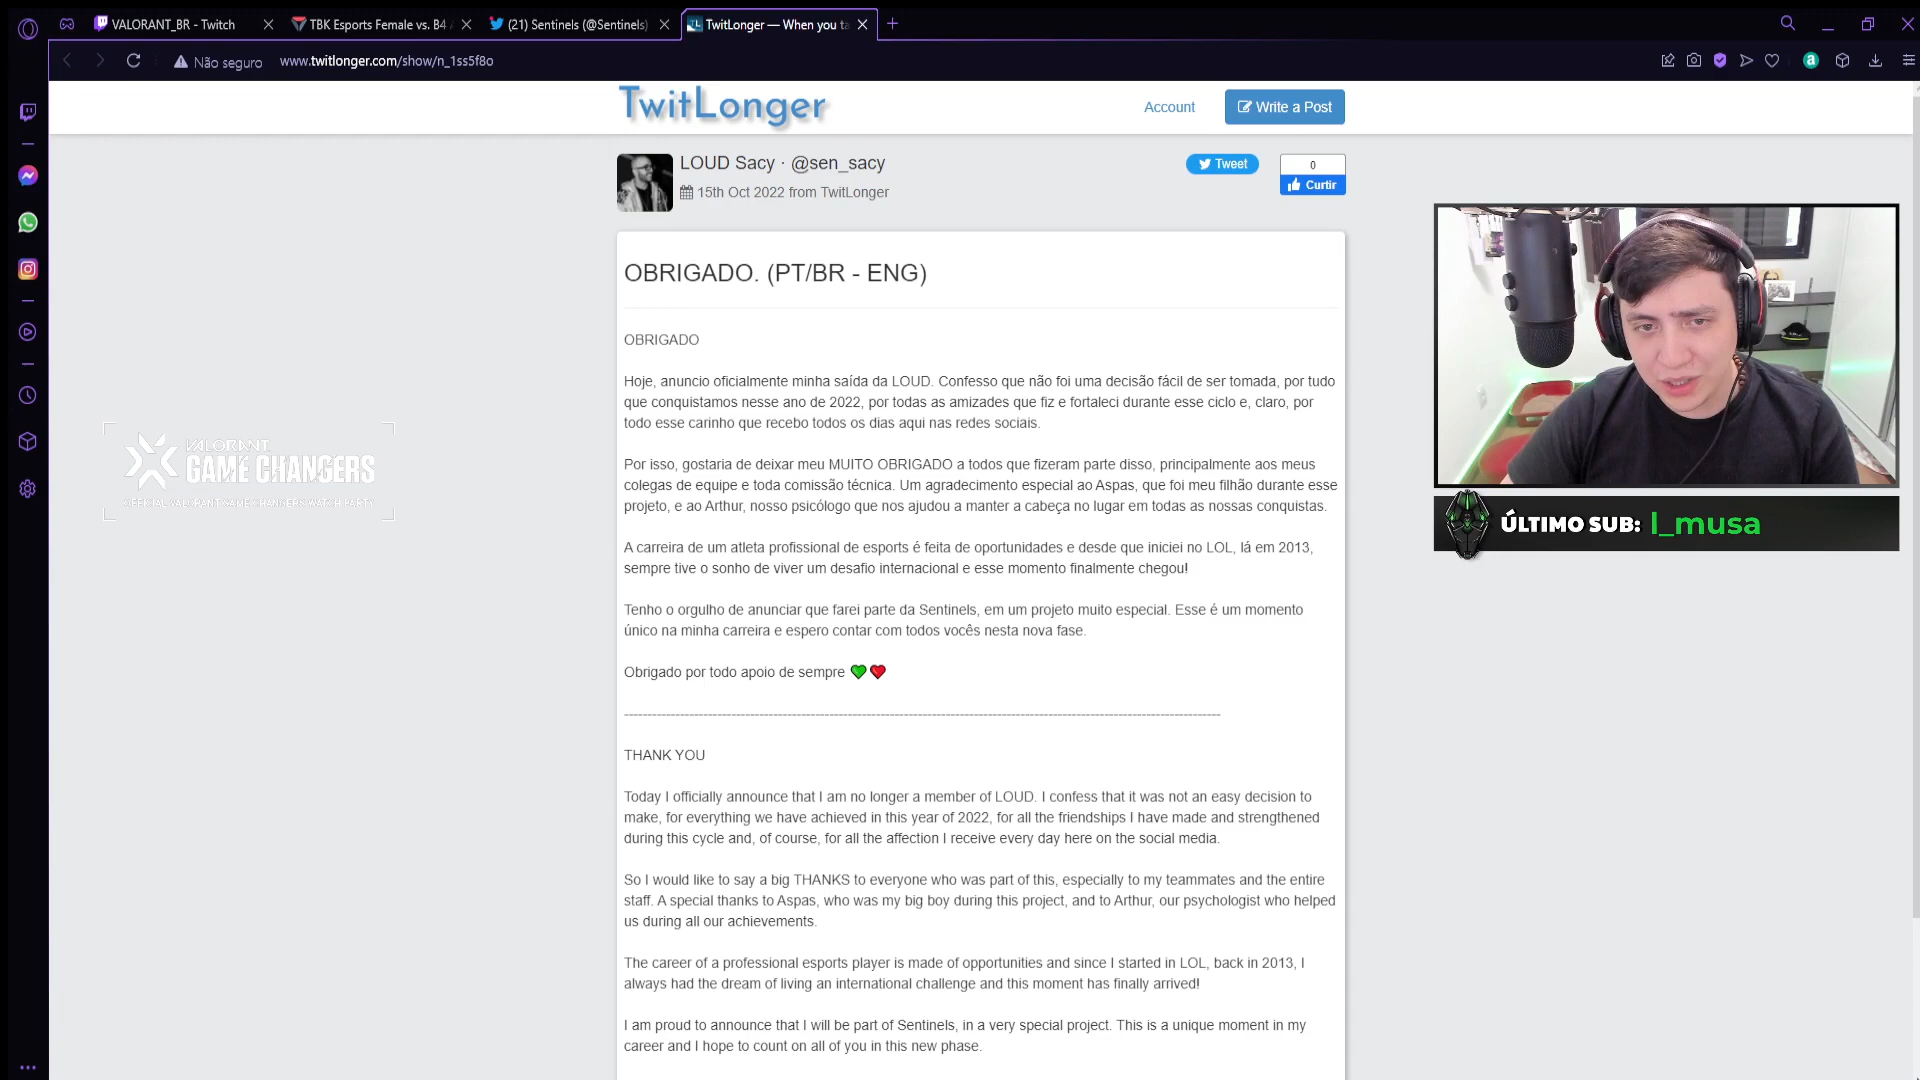 VALORANT_BR - Twitch
TBK Esports Female vs. B4
(21) Sentinels (@Sentinels)
TwitLonger — When you ta
Não seguro
www.twitlonger.com/show/n_1ss5f8o
TwitLonger
Account
Write a Post
LOUD Sacy · @sen_sacy
15th Oct 2022 from TwitLonger
Tweet
0
Curtir
OBRIGADO. (PT/BR - ENG)
OBRIGADO
Hoje, anuncio oficialmente minha saída da LOUD. Confesso que não foi uma decisão fácil de ser tomada, por tudo
que conquistamos nesse ano de 2022, por todas as amizades que fiz e fortaleci durante esse ciclo e, claro, por
todo esse carinho que recebo todos os dias aqui nas redes sociais.
Por isso, gostaria de deixar meu MUITO OBRIGADO a todos que fizeram parte disso, principalmente aos meus
colegas de equipe e toda comissão técnica. Um agradecimento especial ao Aspas, que foi meu filhão durante esse
projeto, e ao Arthur, nosso psicólogo que nos ajudou a manter a cabeça no lugar em todas as nossas conquistas.
A carreira de um atleta profissional de esports é feita de oportunidades e desde que iniciei no LOL, lá em 2013,
sempre tive o sonho de viver um desafio internacional e esse momento finalmente chegou!
Tenho o orgulho de anunciar que farei parte da Sentinels, em um projeto muito especial. Esse é um momento
único na minha carreira e espero contar com todos vocês nesta nova fase.
Obrigado por todo apoio de sempre 💚❤️
THANK YOU
Today I officially announce that I am no longer a member of LOUD. I confess that it was not an easy decision to
make, for everything we have achieved in this year of 2022, for all the friendships I have made and strengthened
during this cycle and, of course, for all the affection I receive every day here on the social media.
So I would like to say a big THANKS to everyone who was part of this, especially to my teammates and the entire
staff. A special thanks to Aspas, who was my big boy during this project, and to Arthur, our psychologist who helped
us during all our achievements.
The career of a professional esports player is made of opportunities and since I started in LOL, back in 2013, I
always had the dream of living an international challenge and this moment has finally arrived!
I am proud to announce that I will be part of Sentinels, in a very special project. This is a unique moment in my
career and I hope to count on all of you in this new phase.
VALORANT
GAME CHANGERS
OFFICIAL VALORANT GAME CHANGERS WATCH PARTY
ÚLTIMO SUB: l_musa